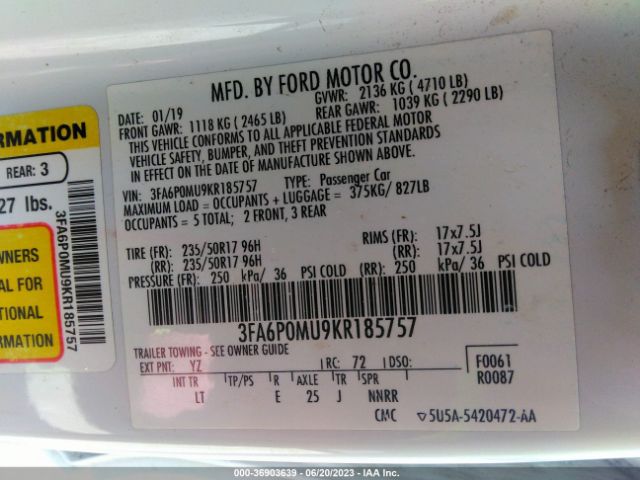 MFD. BY FORD MOTOR CO.
DATE: 01/19
GVWR: 2136 KG ( 4710 LB)
FRONT GAWR: 1118 KG ( 2465 LB)
REAR GAWR: 1039 KG ( 2290 LB)
THIS VEHICLE CONFORMS TO ALL APPLICABLE FEDERAL MOTOR
VEHICLE SAFETY, BUMPER, AND THEFT PREVENTION STANDARDS
IN EFFECT ON THE DATE OF MANUFACTURE SHOWN ABOVE.
VIN: 3FA6P0MU9KR185757 TYPE: Passenger Car
MAXIMUM LOAD = OCCUPANTS + LUGGAGE = 375KG/ 827LB
OCCUPANTS = 5 TOTAL; 2 FRONT, 3 REAR
TIRE (FR): 235/50R17 96H RIMS (FR): 17x7.5J
(RR): 235/50R17 96H (RR): 17x7.5J
PRESSURE (FR): 250 kPa/ 36 PSI COLD (RR): 250 kPa/ 36 PSI COLD
3FA6P0MU9KR185757
TRAILER TOWING - SEE OWNER GUIDE
EXT PNT: YZ RC: 72 DSO: F0061
R0087
INT TR TP/PS R AXLE TR SPR
LT E 25 J NNRR
CMC 5U5A-5420472-AA
ORMATION
REAR: 3
27 lbs.
WNERS
AL FOR
TIONAL
ATION
3FA6P0MU9KR185757
000-36903639 - 06/20/2023 - IAA Inc.